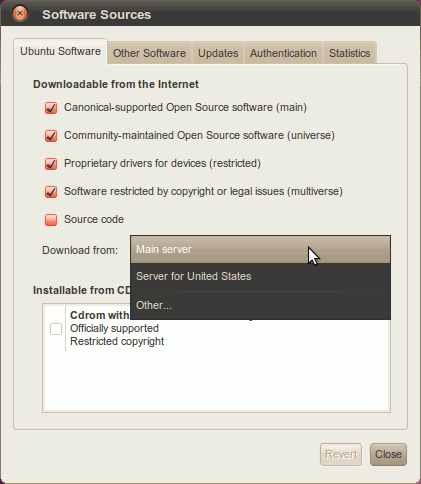 Software Sources
Ubuntu Software
Other Software
Updates
Authentication
Statistics
Downloadable from the Internet
Canonical-supported Open Source software (main)
Community-maintained Open Source software (universe)
Proprietary drivers for devices (restricted)
Software restricted by copyright or legal issues (multiverse)
Source code
Download from:
Main server
Server for United States
Other...
Installable from
Cdrom with
Officially supported
Restricted copyright
Revert
Close